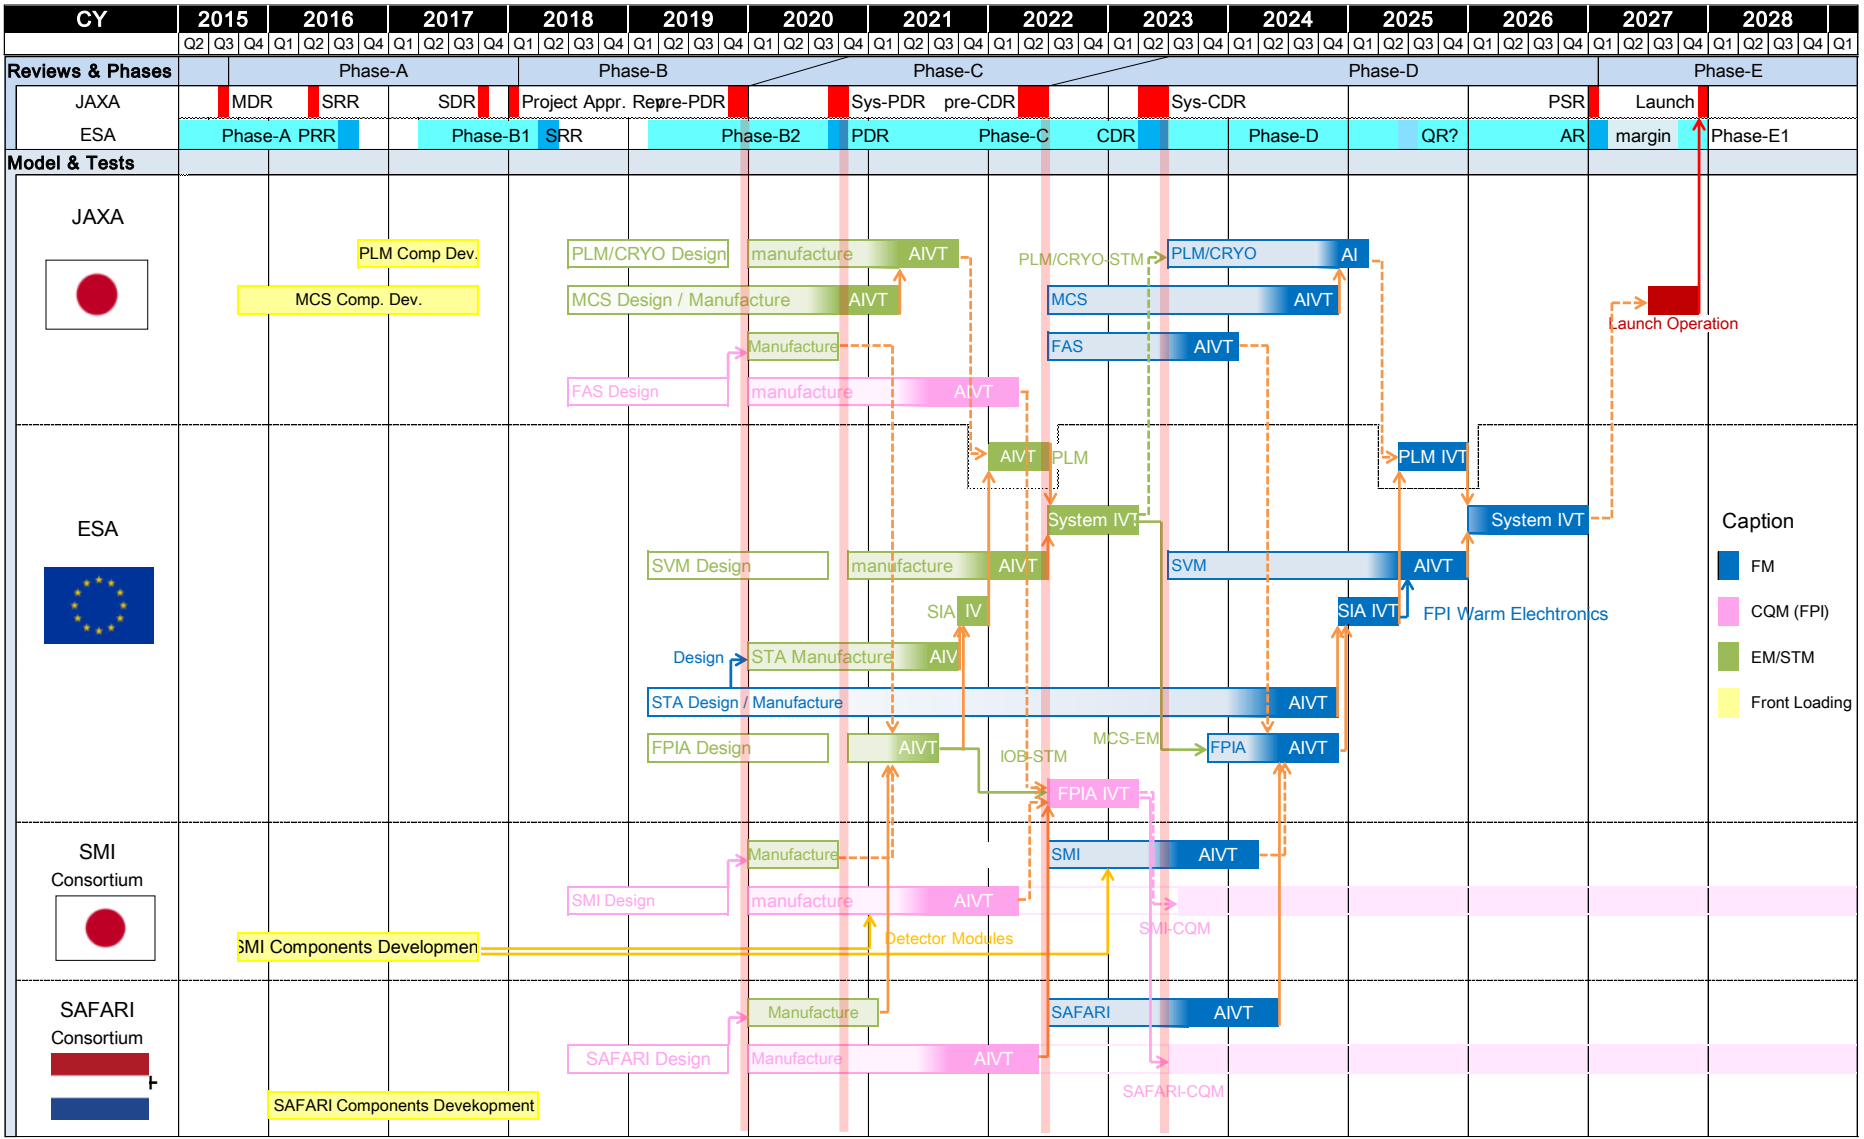 CY 2015 2016 2017 2018 2019 2020 2021 2022 2023 2024 2025 2026 2027 2028
Q2 Q3 Q4 Q1 Q2 Q3 Q4 Q1 Q2 Q3 Q4 Q1 Q2 Q3 Q4 Q1 Q2 Q3 Q4 Q1 Q2 Q3 Q4 Q1 Q2 Q3 Q4 Q1 Q2 Q3 Q4 Q1 Q2 Q3 Q4 Q1 Q2 Q3 Q4 Q1 Q2 Q3 Q4 Q1 Q2 Q3 Q4 Q1 Q2 Q3 Q4 Q1 Q2 Q3 Q4 Q1
Reviews & Phases Phase-A Phase-B Phase-C Phase-D Phase-E
JAXA MDR SRR SDR Project Appr. Rev. pre-PDR Sys-PDR pre-CDR Sys-CDR PSR Launch
ESA Phase-A PRR Phase-B1 SRR Phase-B2 PDR Phase-C CDR Phase-D QR? AR margin Phase-E1
Model & Tests
JAXA
PLM Comp Dev. PLM/CRYO Design manufacture AIVT PLM/CRYO-STM PLM/CRYO AI
MCS Comp. Dev. MCS Design / Manufacture AIVT MCS AIVT
Launch Operation
Manufacture FAS AIVT
FAS Design manufacture AIVT
AIVT PLM PLM IVT
ESA
System IVT System IVT
SVM Design manufacture AIVT SVM AIVT
SIA IV SIA IVT FPI Warm Elechtronics
Design STA Manufacture AIV
STA Design / Manufacture AIVT
FPIA Design AIVT IOB-STM MCS-EM FPIA AIVT
FPIA IVT
Caption
FM
CQM (FPI)
EM/STM
Front Loading
SMI
Consortium
Manufacture SMI AIVT
SMI Design manufacture AIVT
SMI-CQM
SMI Components Developmen Detector Modules
SAFARI
Consortium
Manufacture SAFARI AIVT
SAFARI Design Manufacture AIVT
SAFARI-CQM
+
SAFARI Components Devekopment